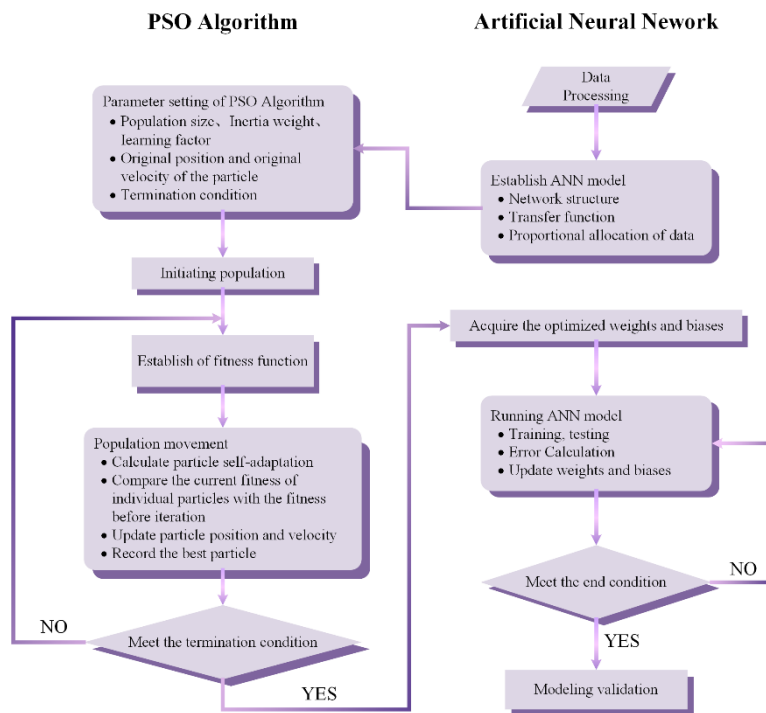 PSO Algorithm
Parameter setting of PSO Algorithm
• Population size、Inertia weight、
learning factor
• Original position and original
velocity of the particle
• Termination condition
Initiating population
Establish of fitness function
Population movement
• Calculate particle self-adaptation
• Compare the current fitness of
individual particles with the fitness
before iteration
• Update particle position and velocity
• Record the best particle
NO
Meet the termination condition
YES
Artificial Neural Nework
Data
Processing
Establish ANN model
• Network structure
• Transfer function
• Proportional allocation of data
Acquire the optimized weights and biases
Running ANN model
• Training, testing
• Error Calculation
• Update weights and biases
Meet the end condition
NO
YES
Modeling validation